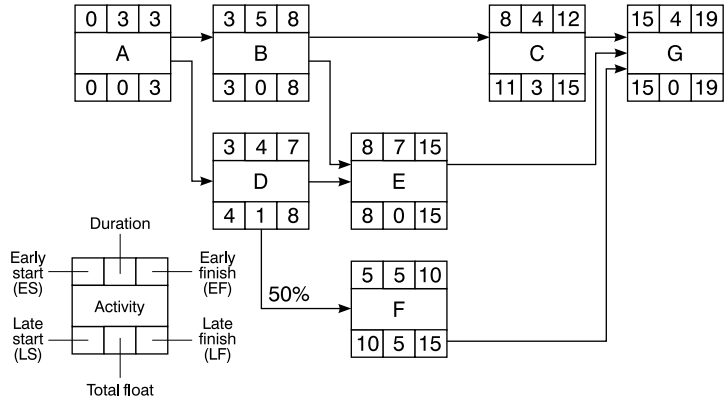 0 3 3
A
0 0 3
3 5 8
B
3 0 8
8 4 12
C
11 3 15
15 4 19
G
15 0 19
3 4 7
D
4 1 8
8 7 15
E
8 0 15
50%
5 5 10
F
10 5 15
Duration
Early
start
(ES)
Early
finish
(EF)
Activity
Late
start
(LS)
Late
finish
(LF)
Total float